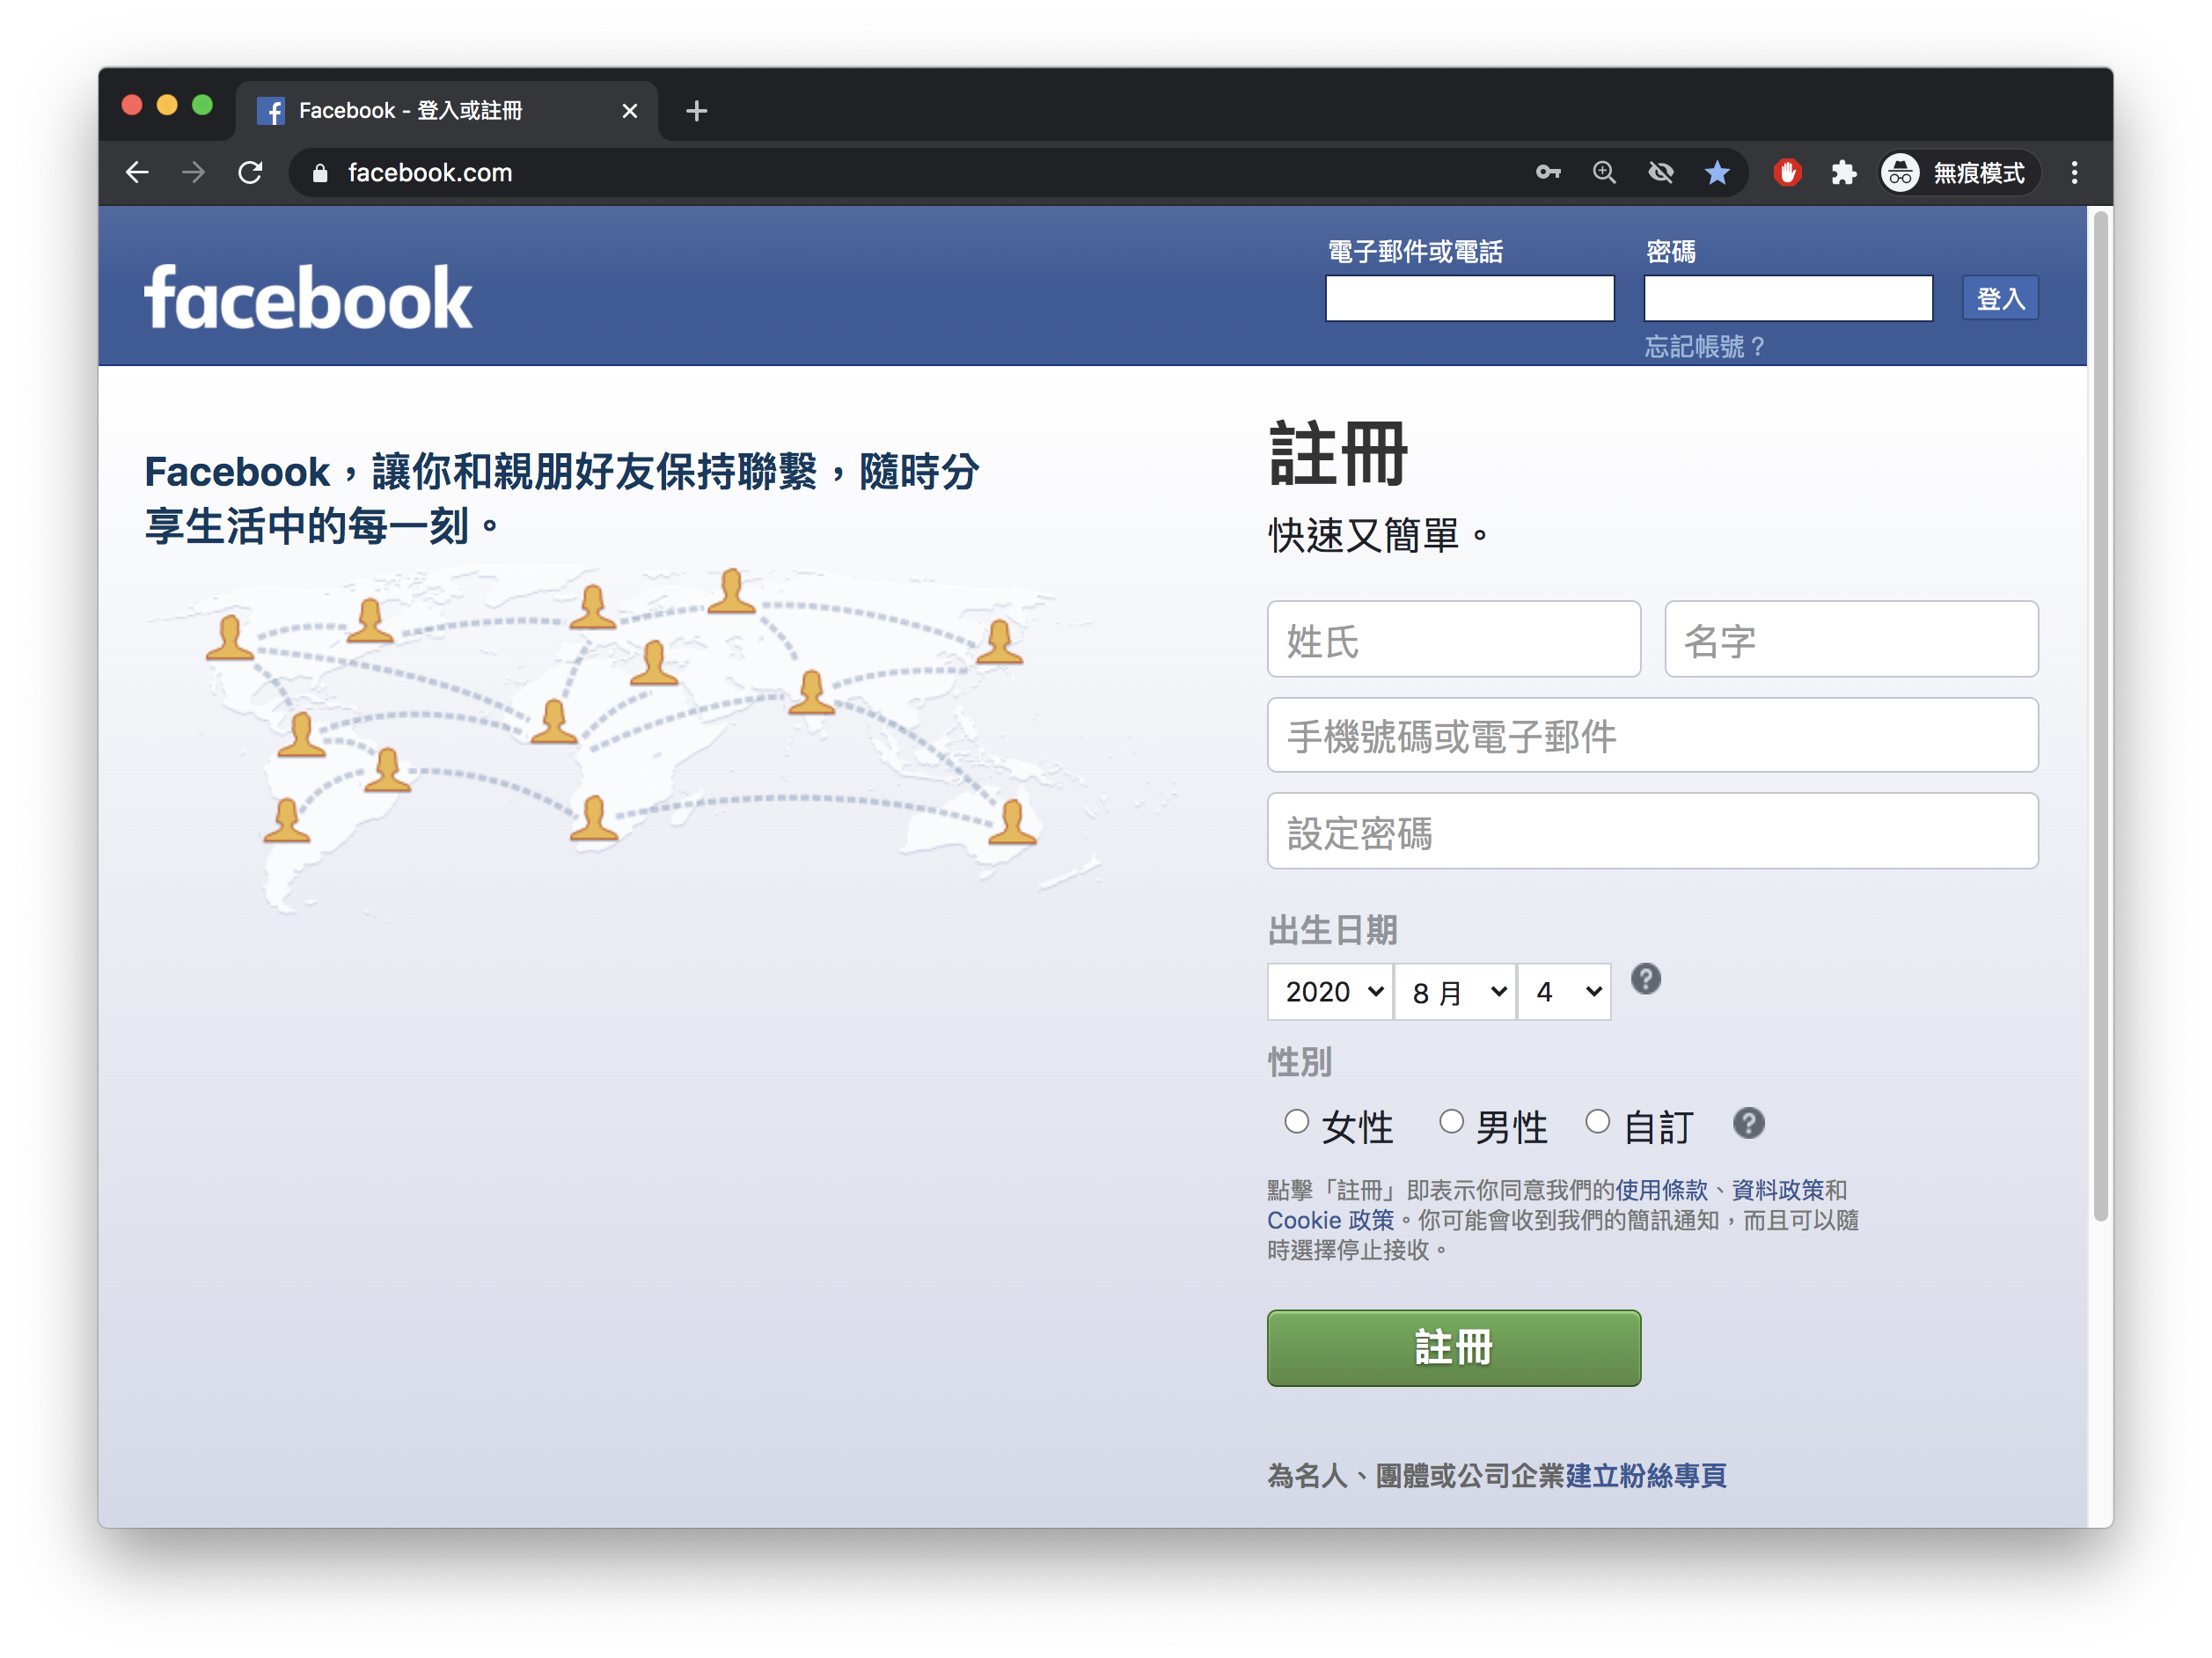 Facebook - 登入或註冊
facebook.com
無痕模式
facebook
電子郵件或電話
密碼
登入
忘記帳號？
Facebook，讓你和親朋好友保持聯繫，隨時分
享生活中的每一刻。
註冊
快速又簡單。
姓氏
名字
手機號碼或電子郵件
設定密碼
出生日期
2020
8 月
4
性別
女性
男性
自訂
點擊「註冊」即表示你同意我們的使用條款、資料政策和
Cookie 政策。你可能會收到我們的簡訊通知，而且可以隨
時選擇停止接收。
註冊
為名人、團體或公司企業建立粉絲專頁